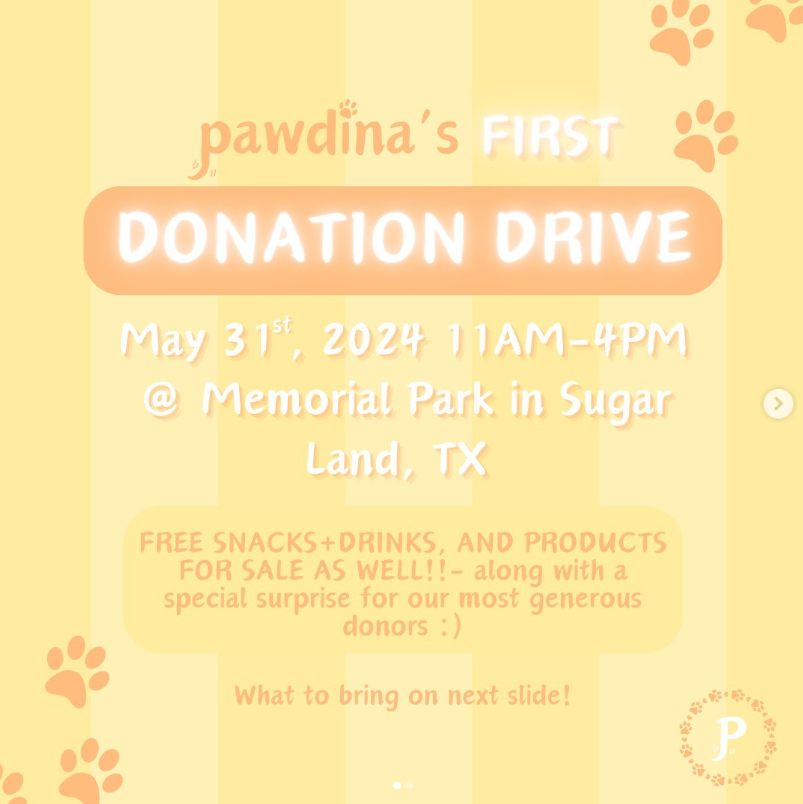 pawdina's FIRST
DONATION DRIVE
May 31st, 2024 11AM-4PM
@ Memorial Park in Sugar
Land, TX
FREE SNACKS+DRINKS, AND PRODUCTS
FOR SALE AS WELL!!- along with a
special surprise for our most generous
donors :)
What to bring on next slide!
P